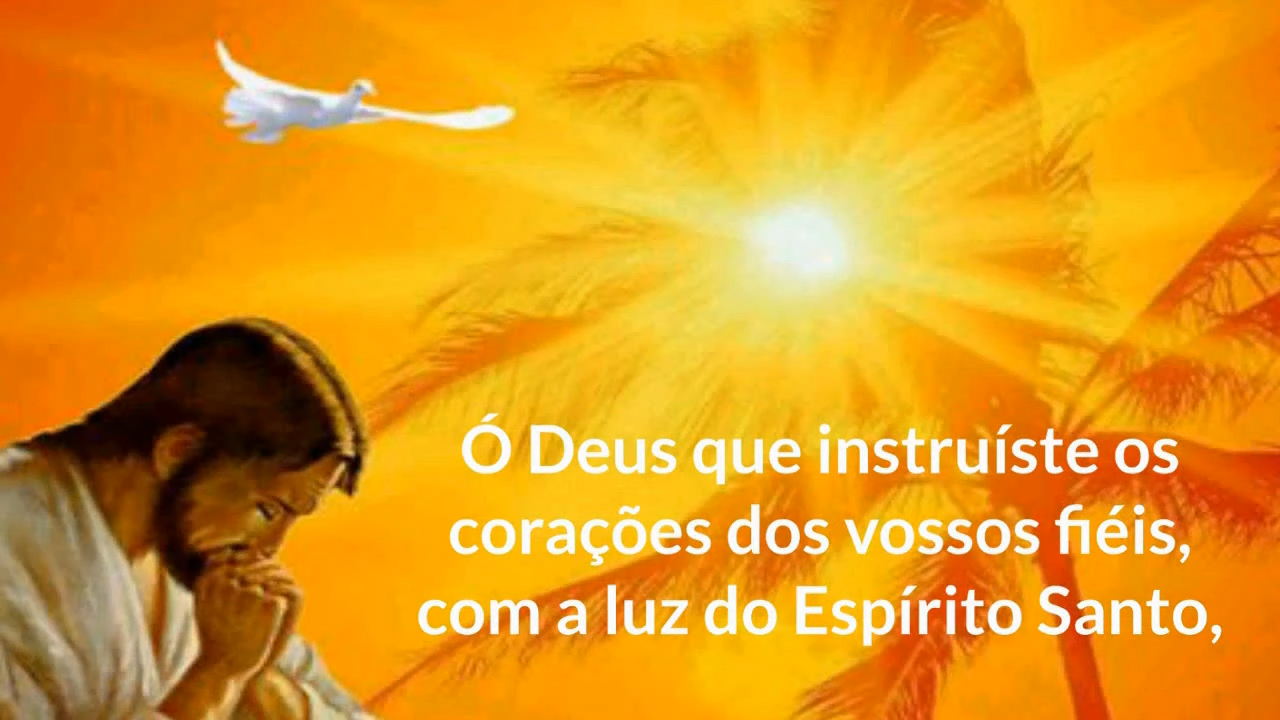 Ó Deus que instruíste os
corações dos vossos fiéis,
com a luz do Espírito Santo,